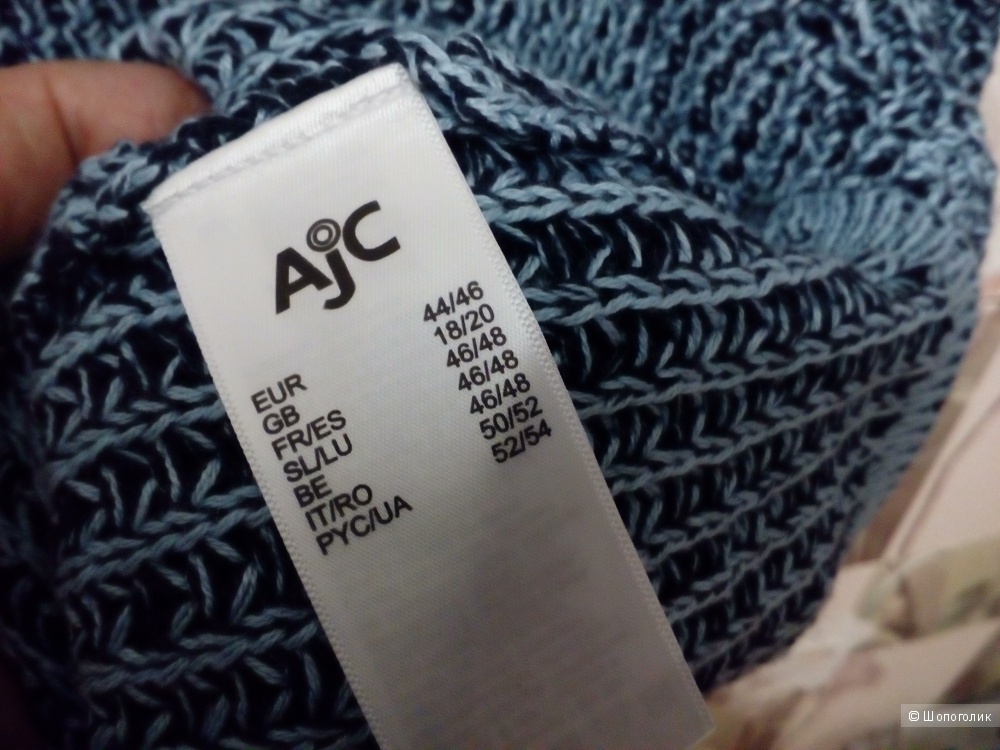 AjC
EUR 44/46
GB 18/20
FR/ES 46/48
SL/LU 46/48
BE 46/48
IT/RO 50/52
РУС/UA 52/54
© Шопоголик